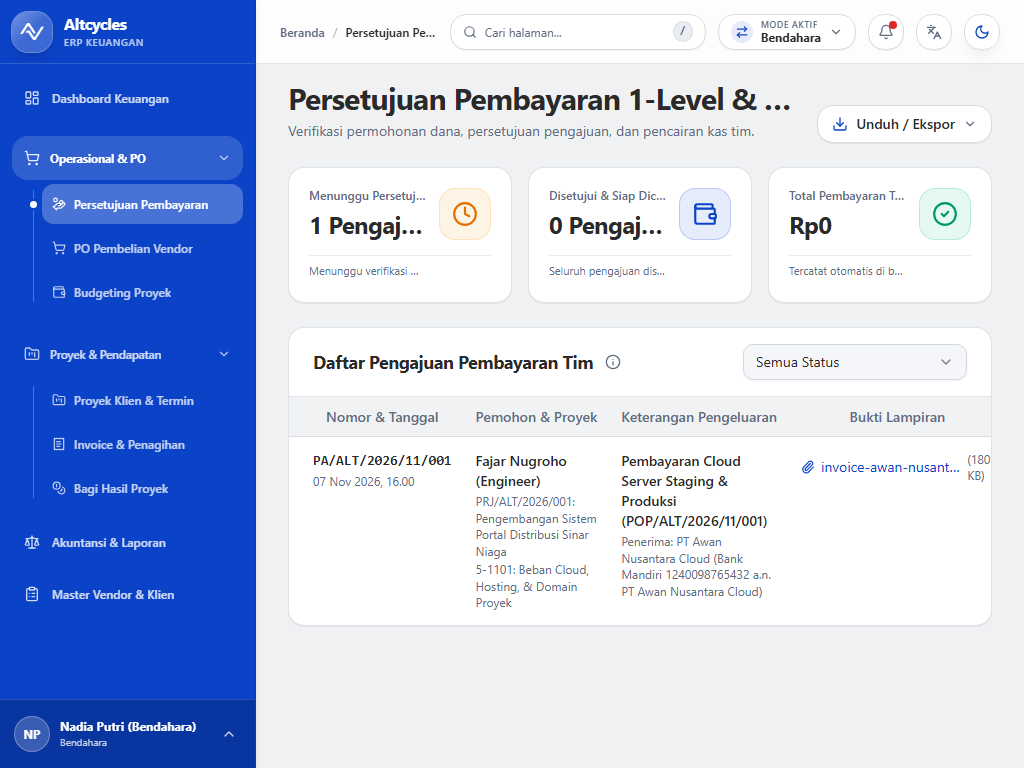 Altcycles
ERP KEUANGAN
Dashboard Keuangan
Operasional & PO
Persetujuan Pembayaran
PO Pembelian Vendor
Budgeting Proyek
Proyek & Pendapatan
Proyek Klien & Termin
Invoice & Penagihan
Bagi Hasil Proyek
Akuntansi & Laporan
Master Vendor & Klien
NP
Nadia Putri (Bendahara)
Bendahara
Beranda / Persetujuan Pe...
Cari halaman... /
MODE AKTIF
Bendahara
Persetujuan Pembayaran 1-Level & ...
Verifikasi permohonan dana, persetujuan pengajuan, dan pencairan kas tim.
Unduh / Ekspor
Menunggu Persetuj...
1 Pengaj...
Menunggu verifikasi ...
Disetujui & Siap Dic...
0 Pengaj...
Seluruh pengajuan dis...
Total Pembayaran T...
Rp0
Tercatat otomatis di b...
Daftar Pengajuan Pembayaran Tim
Semua Status
Nomor & Tanggal
Pemohon & Proyek
Keterangan Pengeluaran
Bukti Lampiran
PA/ALT/2026/11/001
07 Nov 2026, 16.00
Fajar Nugroho
(Engineer)
PRJ/ALT/2026/001:
Pengembangan Sistem
Portal Distribusi Sinar
Niaga
5-1101: Beban Cloud,
Hosting, & Domain
Proyek
Pembayaran Cloud
Server Staging &
Produksi
(POP/ALT/2026/11/001)
Penerima: PT Awan
Nusantara Cloud (Bank
Mandiri 1240098765432 a.n.
PT Awan Nusantara Cloud)
invoice-awan-nusant...
(180
KB)